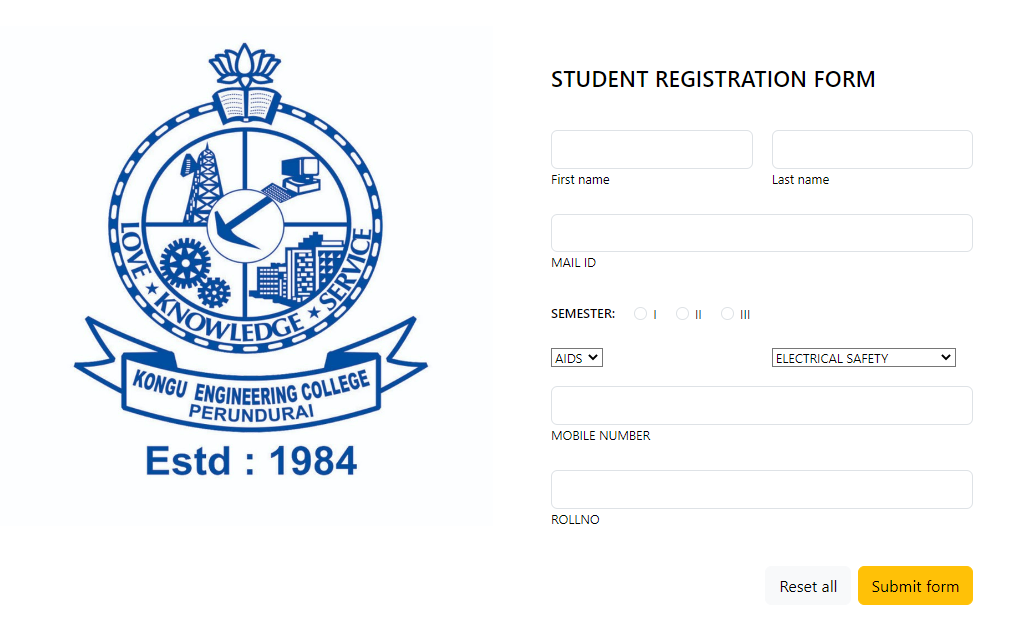 LOVE ★ KNOWLEDGE ★ SERVICE
KONGU ENGINEERING COLLEGE
PERUNDURAI
Estd : 1984
STUDENT REGISTRATION FORM
First name Last name
MAIL ID
SEMESTER: I II III
AIDS ELECTRICAL SAFETY
MOBILE NUMBER
ROLLNO
Reset all Submit form